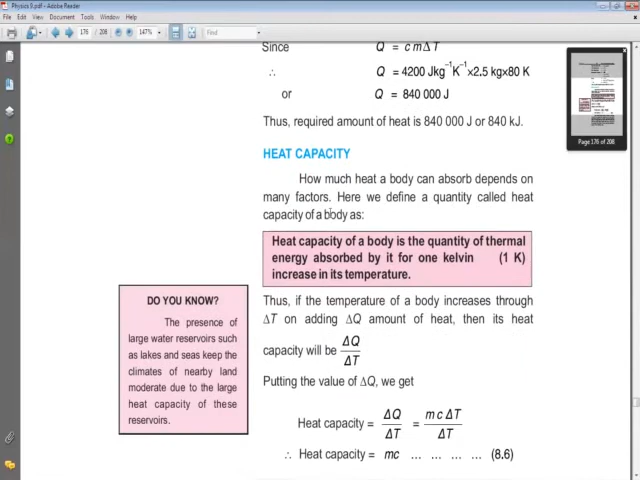 Physics 9.pdf - Adobe Reader
File Edit View Document Tools Window Help
176 / 208 147% Find
Since Q = c m Δ T
∴ Q = 4200 Jkg⁻¹K⁻¹×2.5 kg×80 K
or Q = 840 000 J
Thus, required amount of heat is 840 000 J or 840 kJ.
HEAT CAPACITY
How much heat a body can absorb depends on
many factors. Here we define a quantity called heat
capacity of a body as:
Heat capacity of a body is the quantity of thermal
energy absorbed by it for one kelvin (1 K)
increase in its temperature.
DO YOU KNOW?
The presence of
large water reservoirs such
as lakes and seas keep the
climates of nearby land
moderate due to the large
heat capacity of these
reservoirs.
Thus, if the temperature of a body increases through
ΔT on adding ΔQ amount of heat, then its heat
capacity will be ΔQ/ΔT
Putting the value of ΔQ, we get
Heat capacity = ΔQ/ΔT = m c ΔT/ΔT
∴ Heat capacity = mc ... ... ... ... (8.6)
Page 176 of 208